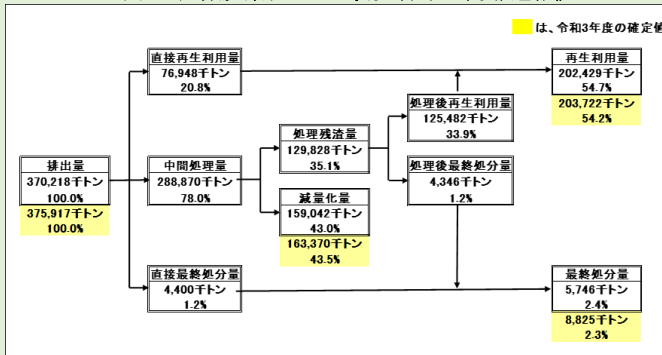 は、令和3年度の確定値
直接再生利用量
76,948千トン
20.8%
再生利用量
202,429千トン
54.7%
203,722千トン
54.2%
処理後再生利用量
125,482千トン
33.9%
処理残渣量
129,828千トン
35.1%
排出量
370,218千トン
100.0%
375,917千トン
100.0%
中間処理量
288,870千トン
78.0%
処理後最終処分量
4,346千トン
1.2%
減量化量
159,042千トン
43.0%
163,370千トン
43.5%
直接最終処分量
4,400千トン
1.2%
最終処分量
5,746千トン
2.4%
8,825千トン
2.3%